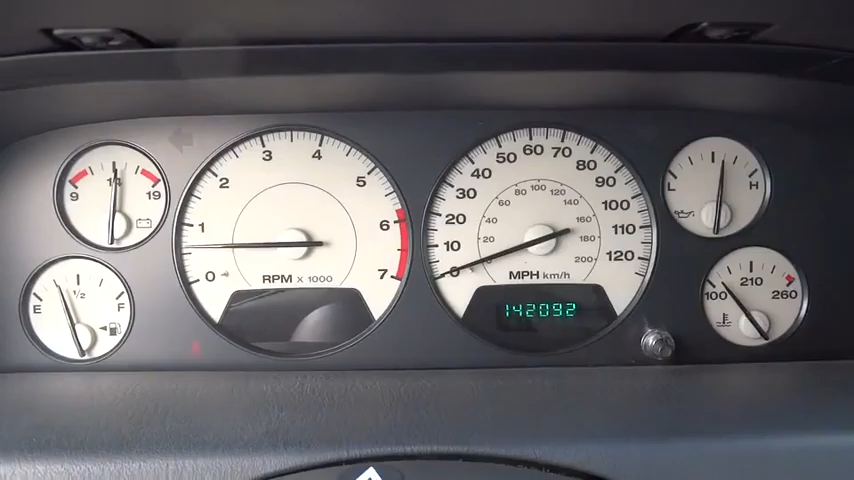 9 14 19
E 1/2 F
0 1 2 3 4 5 6 7
RPM X 1000
0 10 20 30 40 50 60 70 80 90 100 110 120
20 40 60 80 100 120 140 160 180 200
MPH km/h
142092
L H
100 210 260